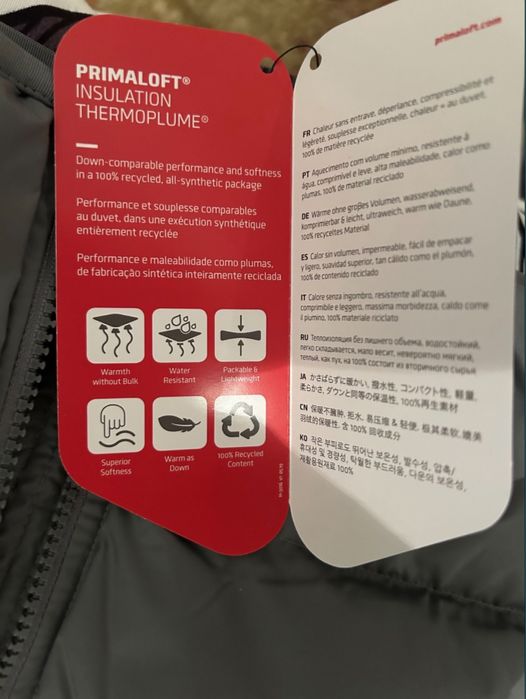 PRIMALOFT®
INSULATION
THERMOPLUME®
Down-comparable performance and softness
in a 100% recycled, all-synthetic package
Performance et souplesse comparables
au duvet, dans une exécution synthétique
entièrement recyclée
Performance e maleabilidade como plumas,
de fabricação sintética inteiramente reciclada
Warmth
without Bulk
Water
Resistant
Packable &
Lightweight
Superior
Softness
Warm as
Down
100% Recycled
Content
primaloft.com
FR Chaleur sans entrave, déperlance, compressibilité et
légèreté, souplesse exceptionnelle, chaleur = au duvet,
100% de matière recyclée
PT Aquecimento com volume mínimo, resistente à
água, comprimível e leve, alta maleabilidade, calor como
plumas, 100% de material reciclado
DE Wärme ohne großes Volumen, wasserabweisend,
komprimierbar & leicht, ultraweich, warm wie Daune,
100% recyceltes Material
ES Calor sin volumen, impermeable, fácil de empacar
y ligero, suavidad superior, tan cálido como el plumón,
100% de contenido reciclado
IT Calore senza ingombro, resistente all'acqua,
comprimibile e leggero, massima morbidezza, caldo come
il piumino, 100% materiale riciclato
RU Теплоизоляция без лишнего объема, водостойкий,
легко складывается, мало весит, невероятно мягкий,
теплый, как пух, на 100% состоит из вторичного сырья
JA かさばらずに暖かい, 撥水性, コンパクト性, 軽量,
柔らかさ, ダウンと同等の保温性, 100%再生素材
CN 保暖不臃肿, 拒水, 易压缩 & 轻便, 极其柔软, 媲美
羽绒的保暖性, 含 100% 回收成分
KO 작은 부피로도 뛰어난 보온성, 발수성, 압축/
휴대성 및 경량성, 탁월한 부드러움, 다운의 보온성,
재활용원재료 100%